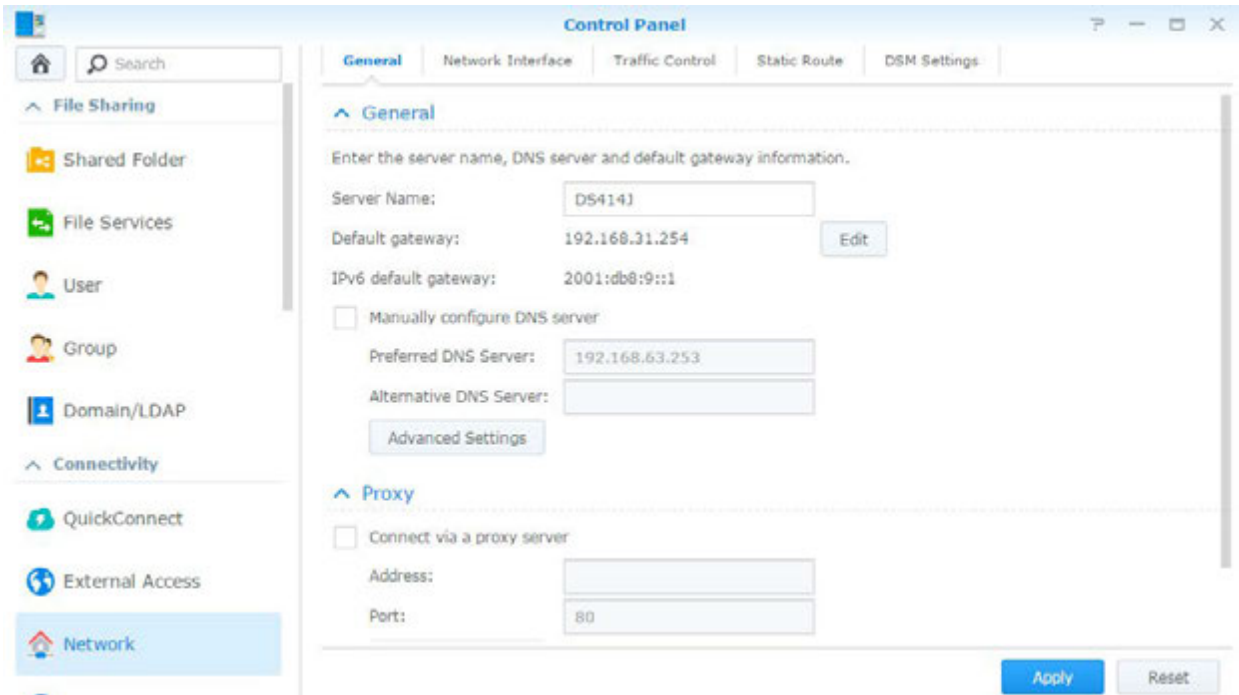 Control Panel
Search
General Network Interface Traffic Control Static Route DSM Settings
File Sharing
Shared Folder
File Services
User
Group
Domain/LDAP
Connectivity
QuickConnect
External Access
Network
General
Enter the server name, DNS server and default gateway information.
Server Name: DS414J
Default gateway: 192.168.31.254 Edit
IPv6 default gateway: 2001:db8:9::1
Manually configure DNS server
Preferred DNS Server: 192.168.63.253
Alternative DNS Server:
Advanced Settings
Proxy
Connect via a proxy server
Address:
Port: 80
Apply Reset